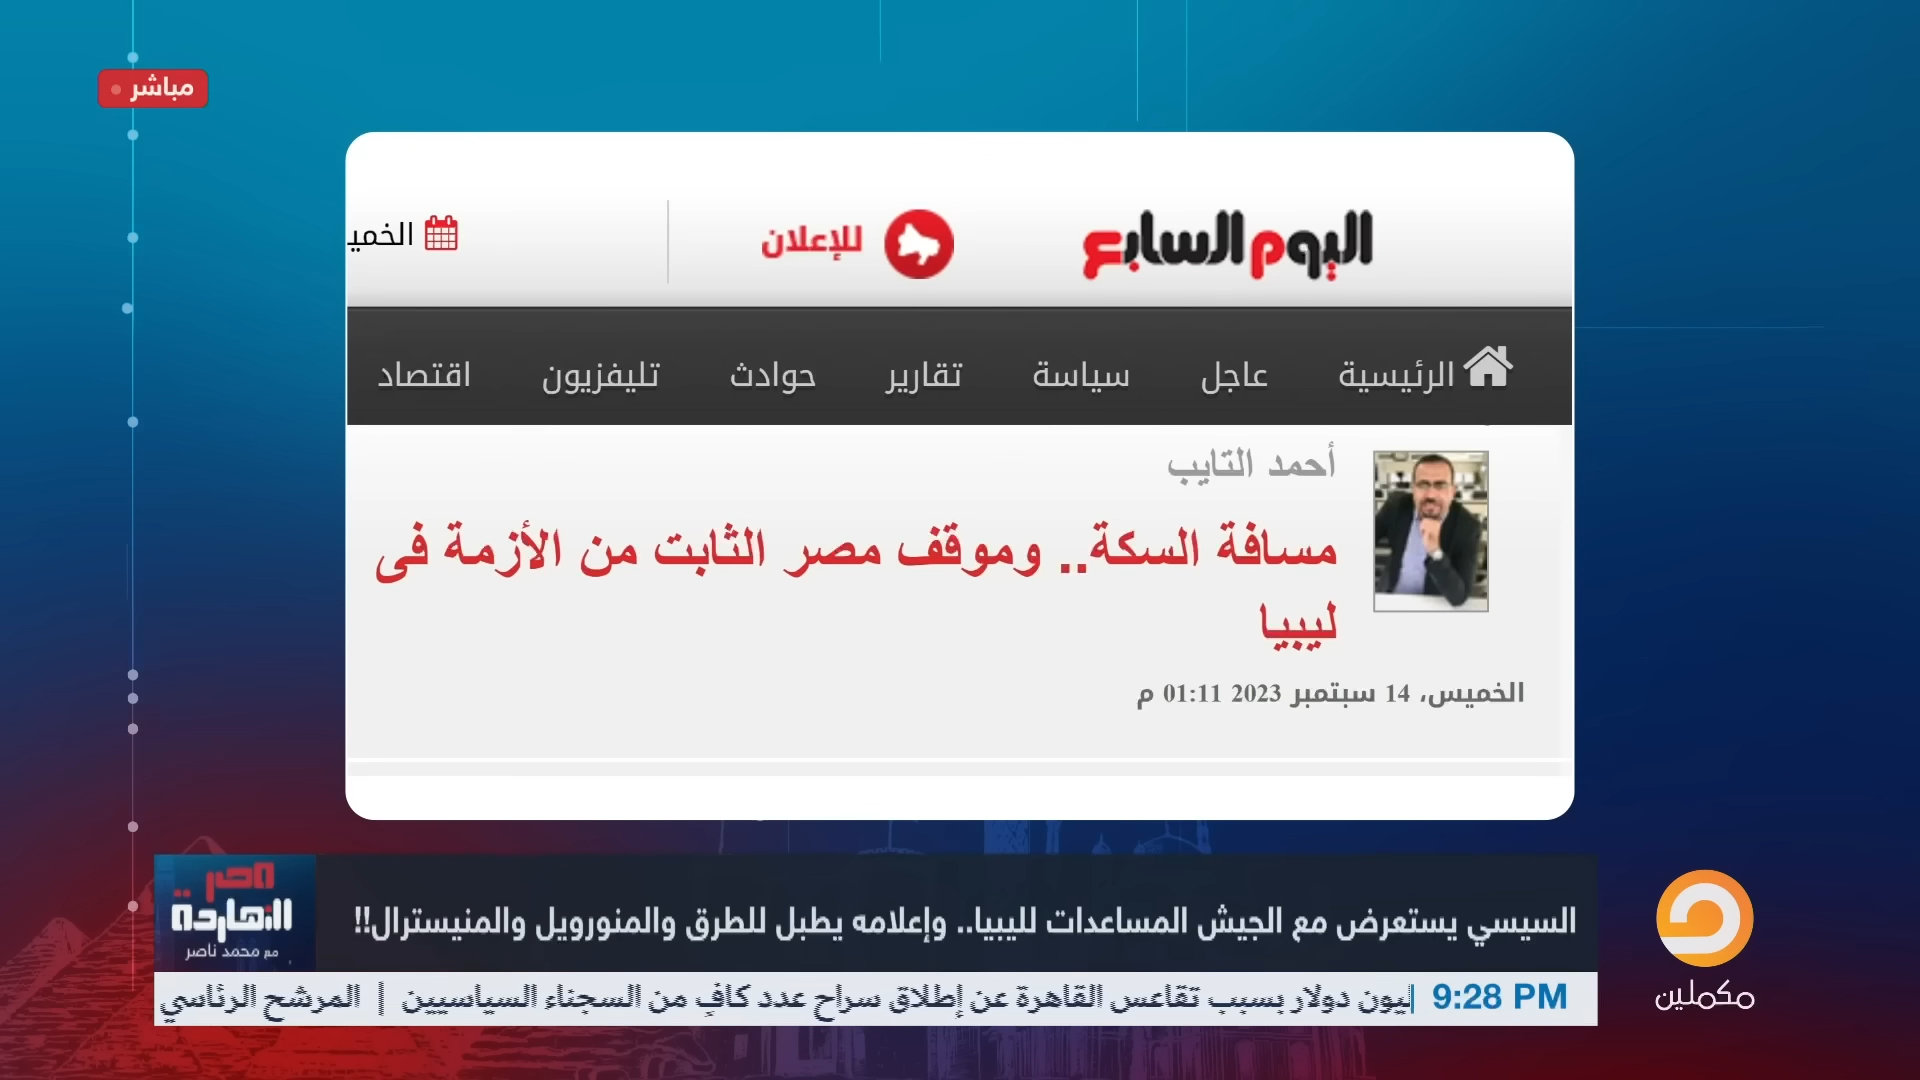 مباشر
اليوم السابع
للإعلان
الخميـ
الرئيسية
عاجل
سياسة
تقارير
حوادث
تليفزيون
اقتصاد
أحمد التايب
مسافة السكة.. وموقف مصر الثابت من الأزمة فى
ليبيا
الخميس، 14 سبتمبر 2023 01:11 م
السيسي يستعرض مع الجيش المساعدات لليبيا.. وإعلامه يطبل للطرق والمنورويل والمنيسترال!!
مصر
النهاردة
مع محمد ناصر
9:28 PM
ليون دولار بسبب تقاعس القاهرة عن إطلاق سراح عدد كافٍ من السجناء السياسيين | المرشح الرئاسي
مكملين